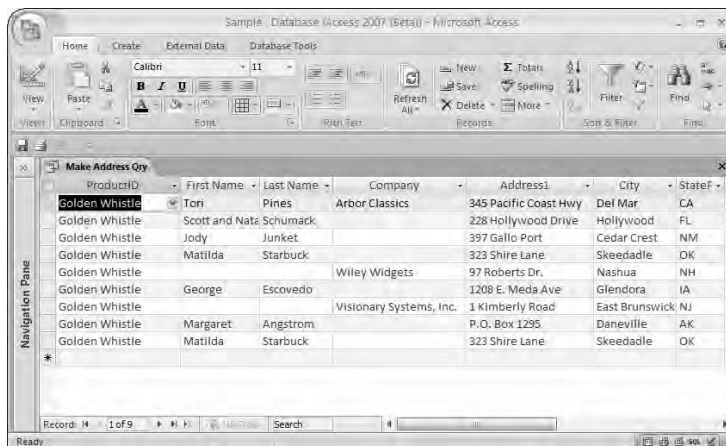 Sample : Database (Access 2007 (Beta)) - Microsoft Access
Home Create External Data Database Tools
View
Paste
Calibri 11
B I U
A
Refresh All
New
Save
Delete
Totals
Spelling
More
Filter
Find
Views Clipboard Font Rich Text Records Sort & Filter Find
Make Address Qry
ProductID First Name Last Name Company Address1 City StateP
Golden Whistle Tori Pines Arbor Classics 345 Pacific Coast Hwy Del Mar CA
Golden Whistle Scott and Nata Schumack 228 Hollywood Drive Hollywood FL
Golden Whistle Jody Junket 397 Gallo Port Cedar Crest NM
Golden Whistle Matilda Starbuck 323 Shire Lane Skeedadle OK
Golden Whistle Wiley Widgets 97 Roberts Dr. Nashua NH
Golden Whistle George Escovedo 1208 E. Meda Ave Glendora IA
Golden Whistle Visionary Systems, Inc. 1 Kimberly Road East Brunswick NJ
Golden Whistle Margaret Angstrom P.O. Box 1295 Daneville AK
Golden Whistle Matilda Starbuck 323 Shire Lane Skeedadle OK
Navigation Pane
Record: 1 of 9 No Filter Search
Ready SQL